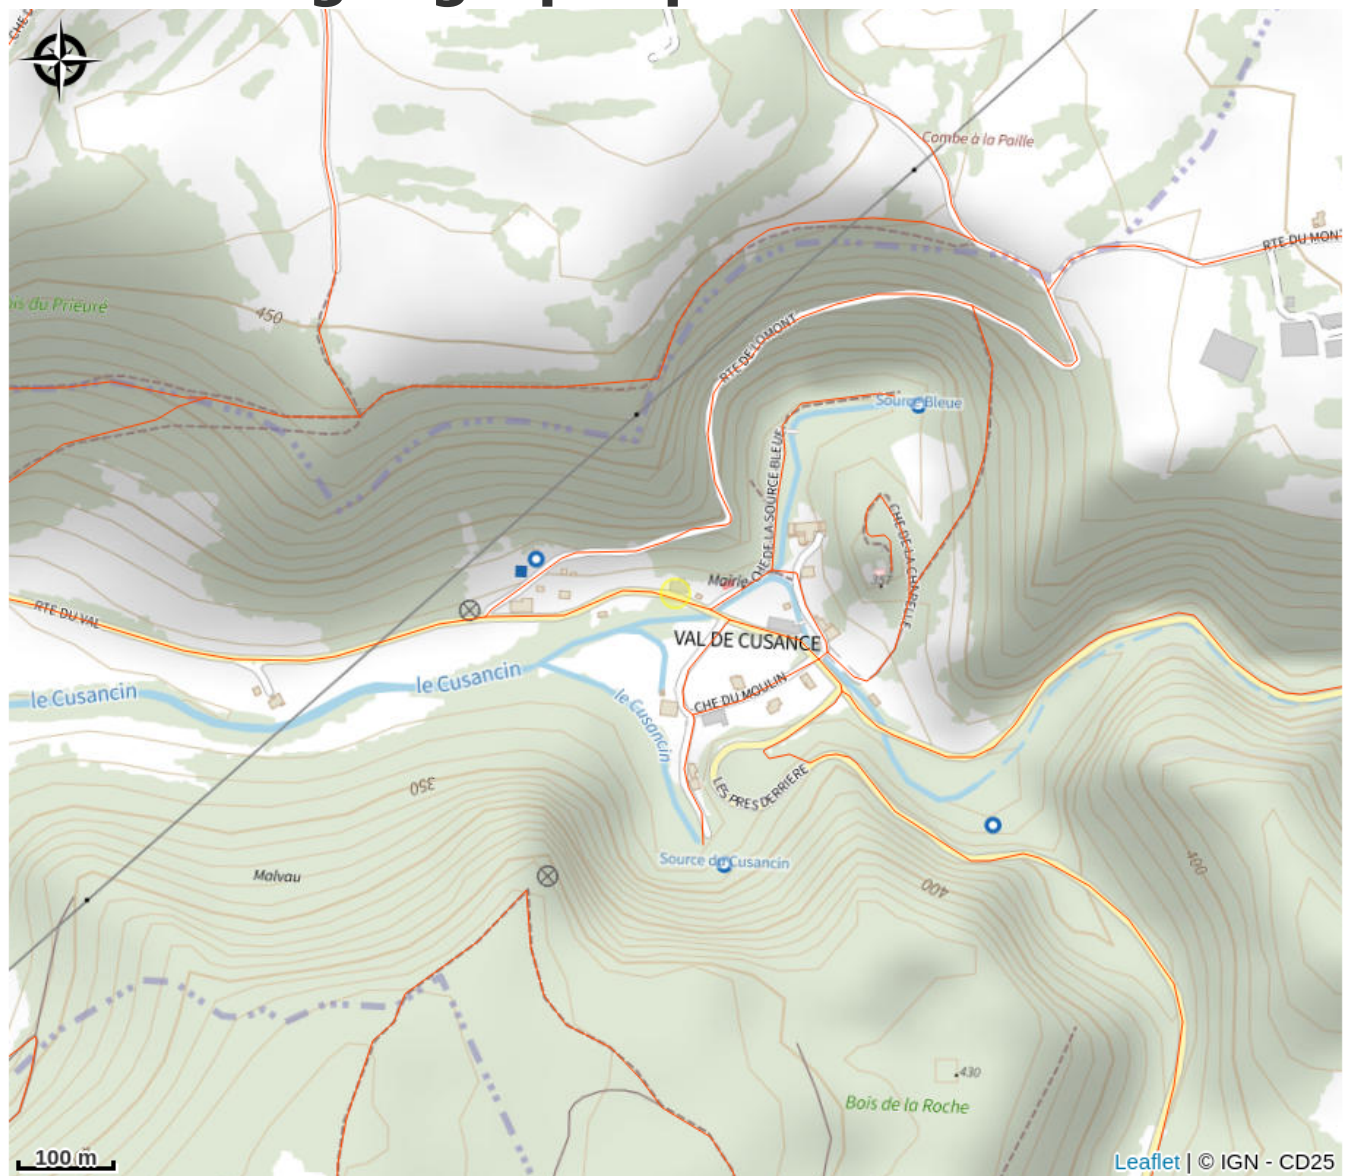 CHE D
Combe à la Paille
RTE DU MONT
is du Prieuré
450
RTE DE LOMONT
Source Bleue
CHE DE LA SOURCE BLEUE
CHE DE LA CHAPELLE
Mairie
357
RTE DU VAL
VAL DE CUSANCE
le Cusancin
le Cusancin
le Cusancin
CHE DU MOULIN
350
LES PRES DERRIERE
Source du Cusancin
Malvau
400
400
430
Bois de la Roche
100 m
Leaflet | © IGN - CD25